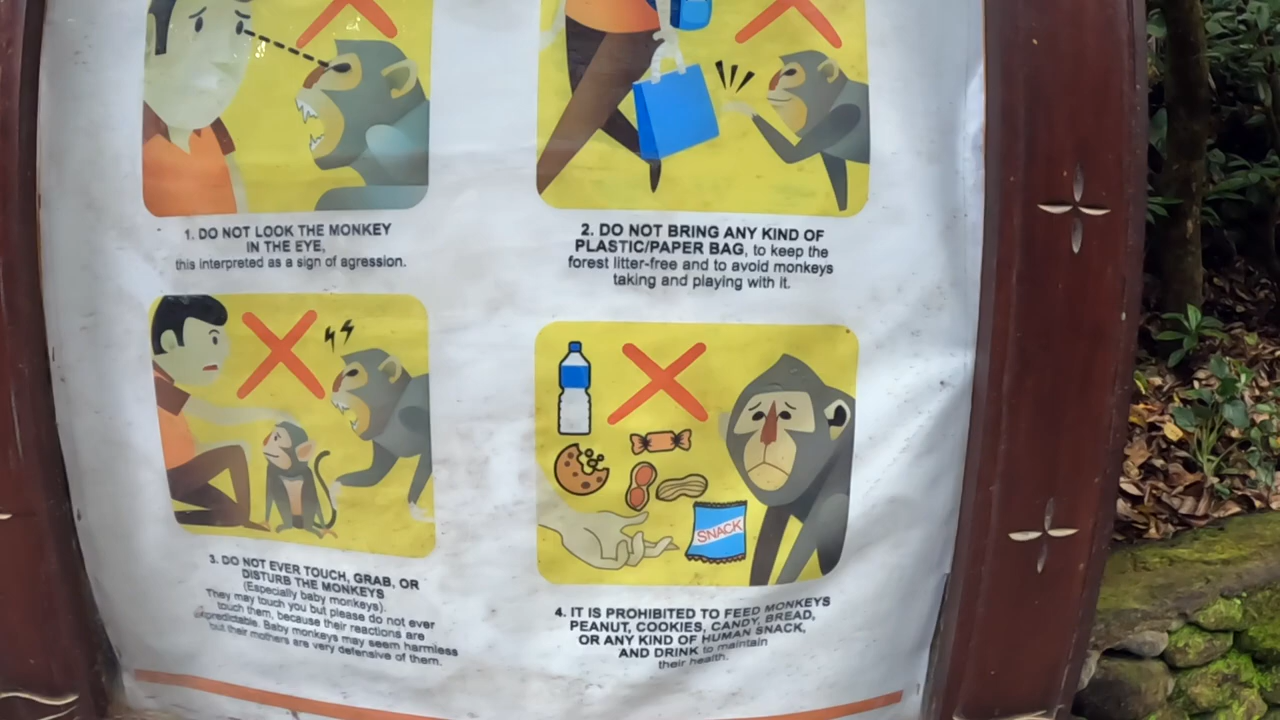 1. DO NOT LOOK THE MONKEY
IN THE EYE,
this interpreted as a sign of agression.
2. DO NOT BRING ANY KIND OF
PLASTIC/PAPER BAG, to keep the
forest litter-free and to avoid monkeys
taking and playing with it.
3. DO NOT EVER TOUCH, GRAB, OR
DISTURB THE MONKEYS
(Especially baby monkeys).
They may touch you but please do not ever
touch them, because their reactions are
unpredictable. Baby monkeys may seem harmless
but their mothers are very defensive of them.
SNACK
4. IT IS PROHIBITED TO FEED MONKEYS
PEANUT, COOKIES, CANDY, BREAD,
OR ANY KIND OF HUMAN SNACK,
AND DRINK to maintain
their health.